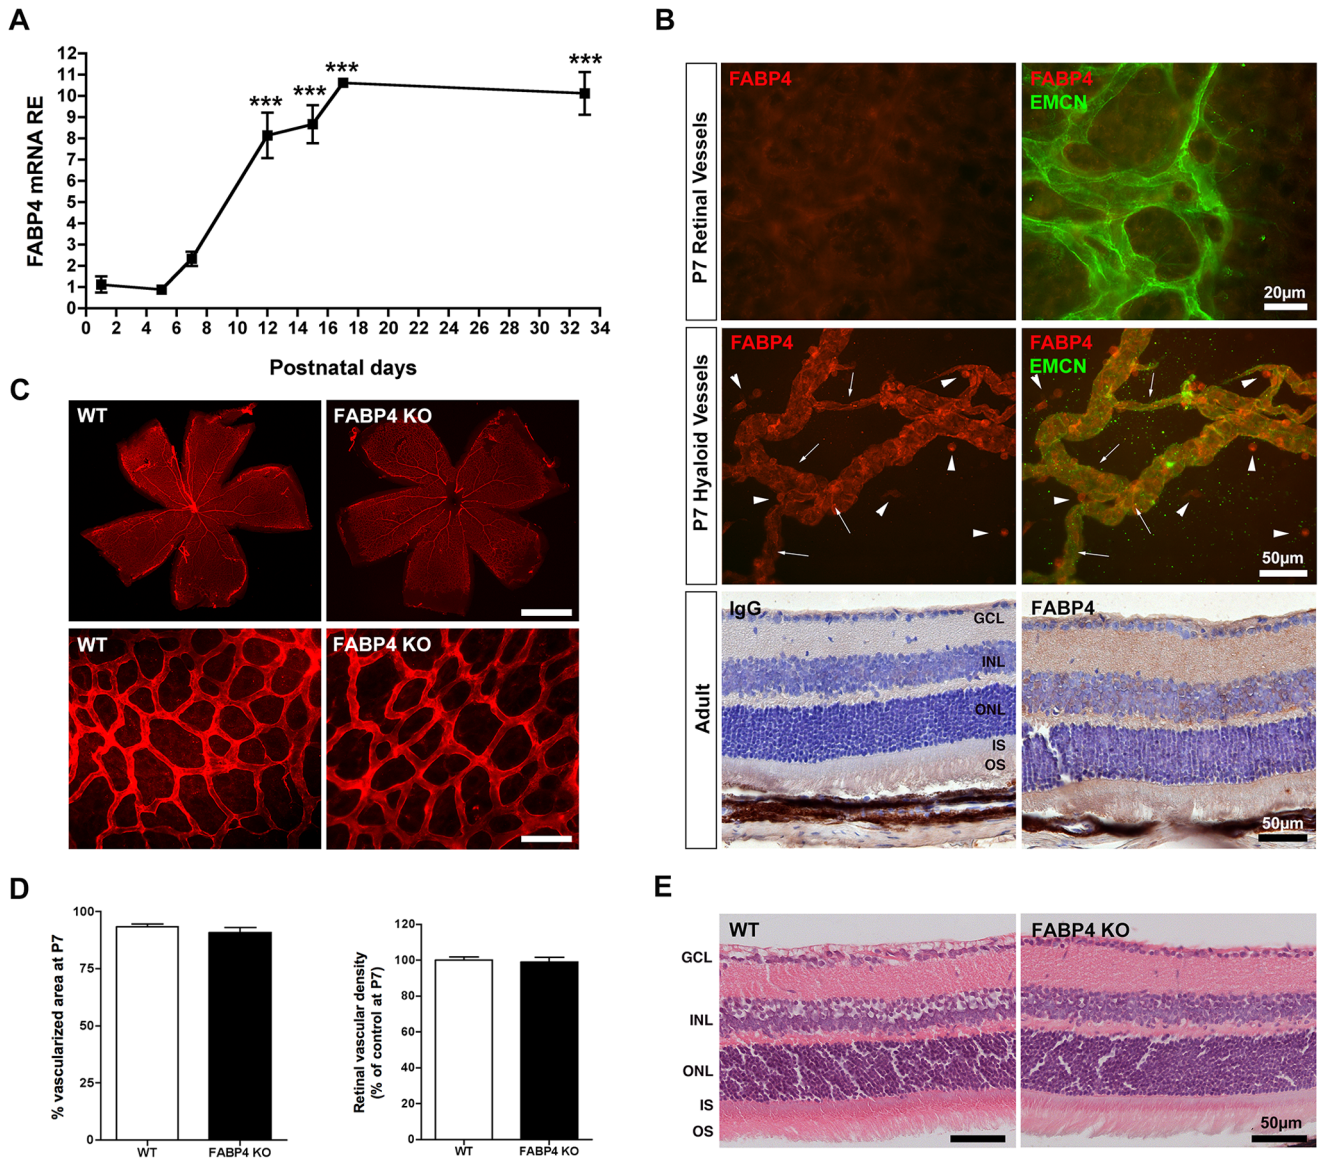 A
12
11
10
9
8
7
6
5
4
3
2
1
0
FABP4 mRNA RE
***
***
***
***
0 2 4 6 8 10 12 14 16 18 20 22 24 26 28 30 32 34
Postnatal days
B
P7 Retinal Vessels
FABP4
FABP4
EMCN
20µm
P7 Hyaloid Vessels
FABP4
FABP4
EMCN
50µm
Adult
IgG
GCL
INL
ONL
IS
OS
FABP4
50µm
C
WT
FABP4 KO
WT
FABP4 KO
D
% vascularized area at P7
100
75
50
25
0
WT
FABP4 KO
Retinal vascular density
(% of control at P7)
120
100
80
60
40
20
0
WT
FABP4 KO
E
WT
FABP4 KO
GCL
INL
ONL
IS
OS
50µm